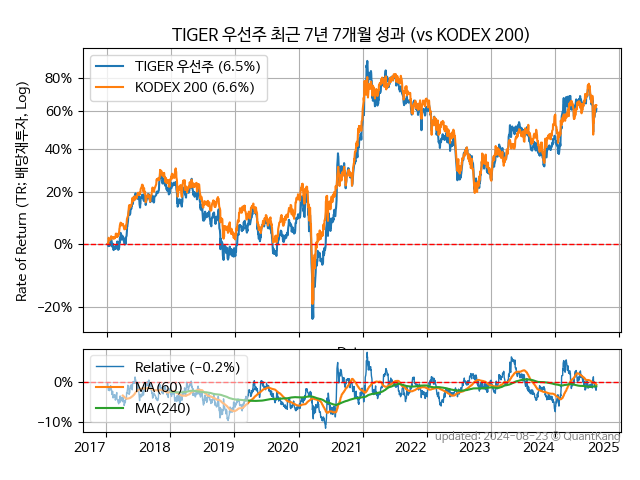 TIGER 우선주 최근 7년 7개월 성과 (vs KODEX 200)
Rate of Return (TR: 배당재투자, Log)
TIGER 우선주 (6.5%)
KODEX 200 (6.6%)
80%
60%
40%
20%
0%
−20%
Relative (−0.2%)
MA(60)
MA(240)
0%
−10%
2017 2018 2019 2020 2021 2022 2023 2024 2025
updated: 2024-08-23 © QuantKang